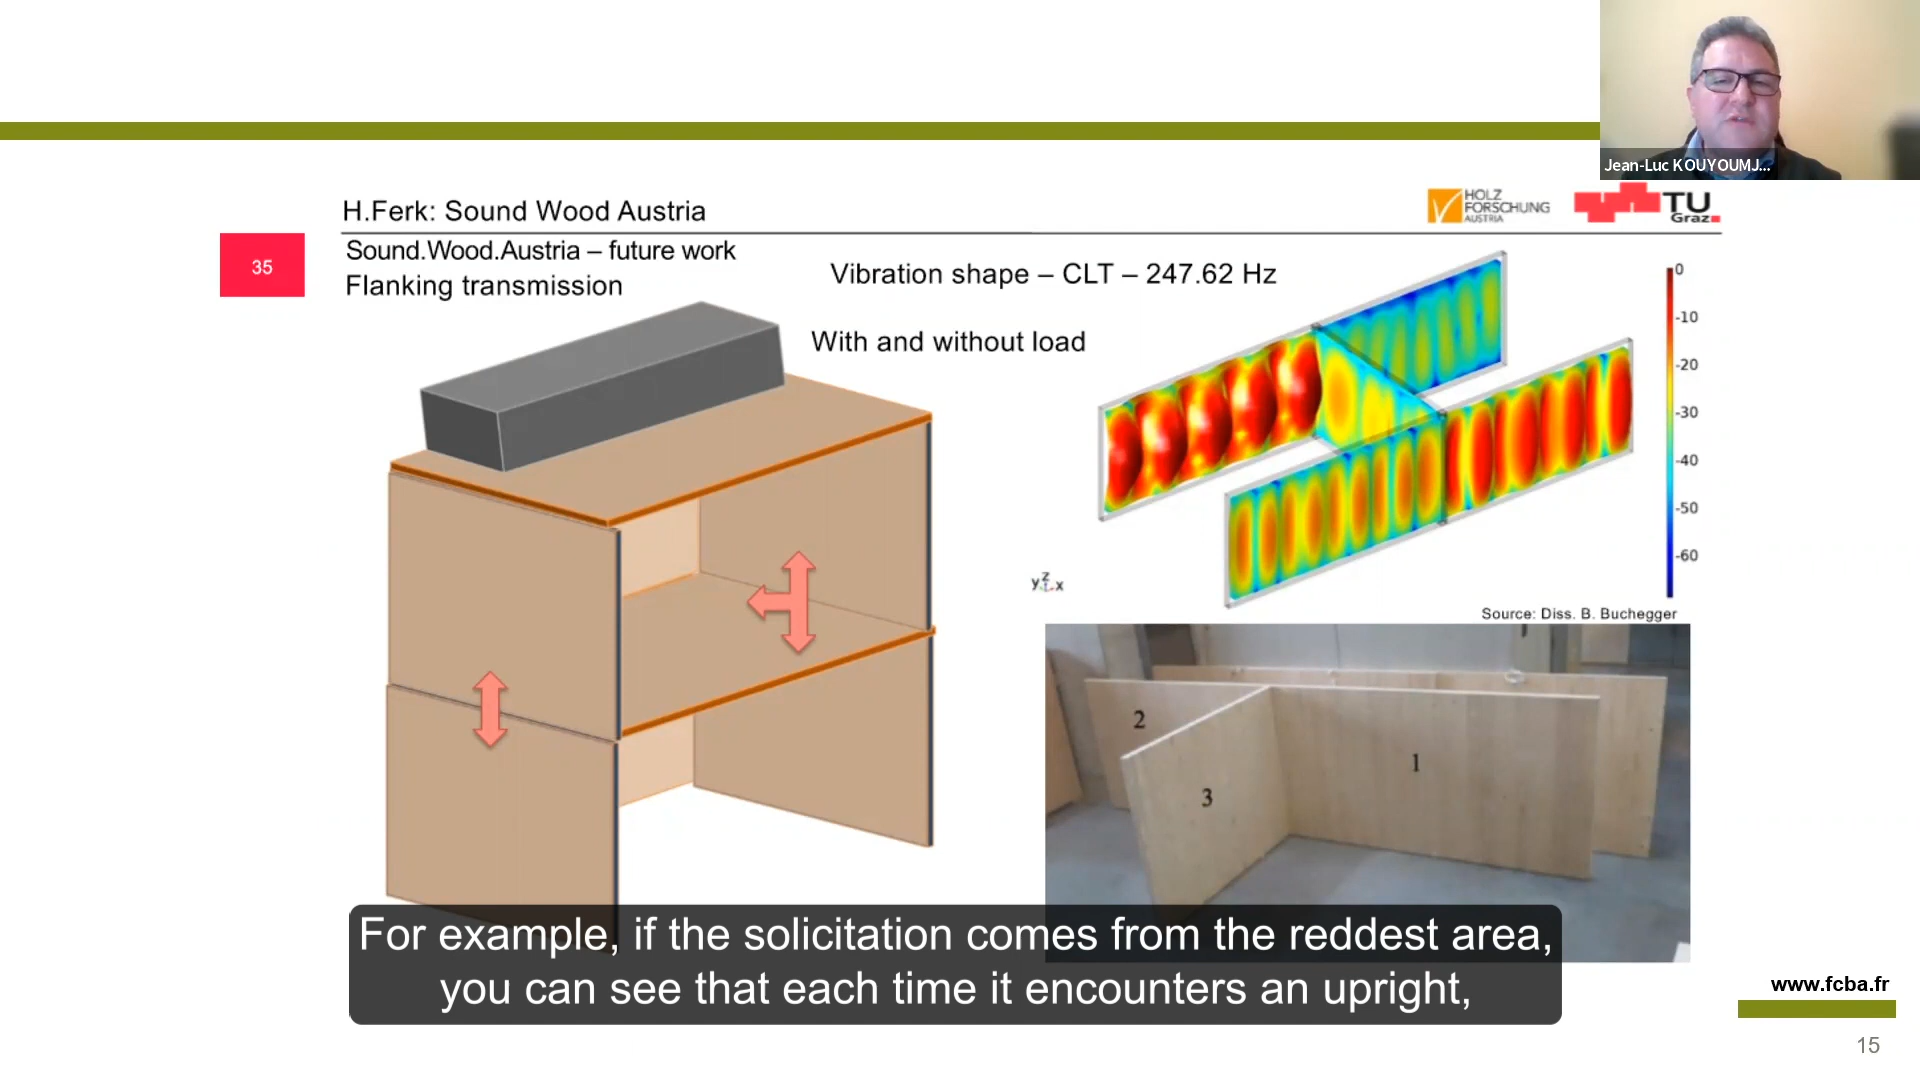 Jean-Luc KOUYOUMJ...
H.Ferk: Sound Wood Austria
HOLZ
FORSCHUNG
AUSTRIA
TU
Graz
35
Sound.Wood.Austria – future work
Flanking transmission
Vibration shape – CLT – 247.62 Hz
With and without load
0
-10
-20
-30
-40
-50
-60
y z x
Source: Diss. B. Buchegger
2
1
3
For example, if the solicitation comes from the reddest area,
you can see that each time it encounters an upright,
www.fcba.fr
15